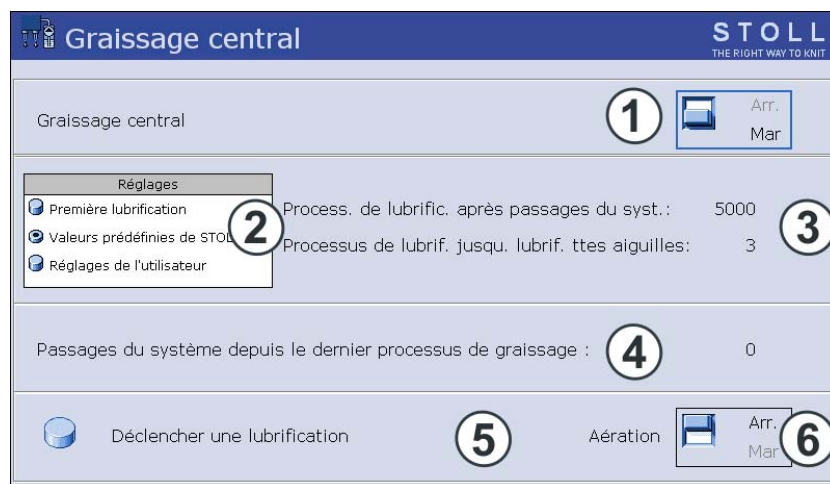 Graissage central
STOLL
THE RIGHT WAY TO KNIT
Graissage central
1
Arr.
Mar
Réglages
Première lubrification
Valeurs prédéfinies de STOL
Réglages de l'utilisateur
2
Process. de lubrific. après passages du syst.: 5000
Processus de lubrif. jusqu. lubrif. ttes aiguilles: 3
3
Passages du système depuis le dernier processus de graissage : 4 0
Déclencher une lubrification 5 Aération
Arr.
Mar
6